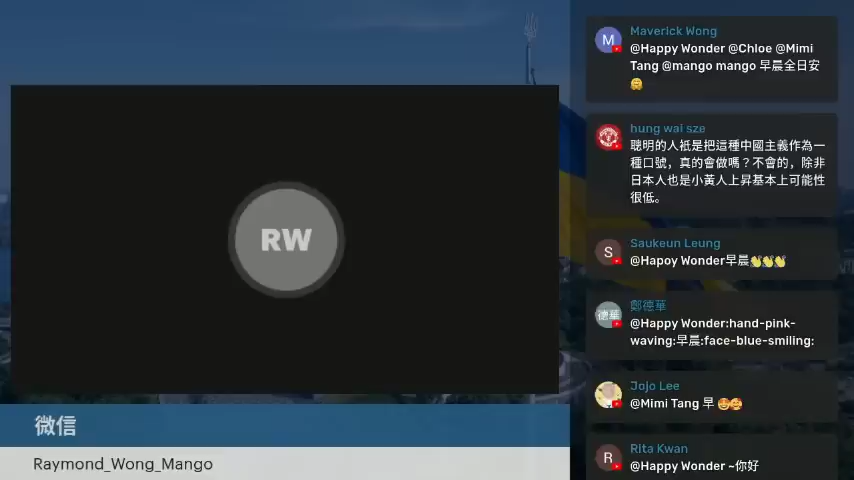 RW
微信
Raymond_Wong_Mango
M
Maverick Wong
@Happy Wonder @Chloe @Mimi
Tang @mango mango 早晨全日安
🤗
hung wai sze
聰明的人衹是把這種中國主義作為一
種口號，真的會做嗎？不會的，除非
日本人也是小黃人上昇基本上可能性
很低。
S
Saukeun Leung
@Hapoy Wonder早晨👋👋👋
德華
鄭德華
@Happy Wonder:hand-pink-
waving:早晨:face-blue-smiling:
Jojo Lee
@Mimi Tang 早 🤩🥰
R
Rita Kwan
@Happy Wonder ~你好